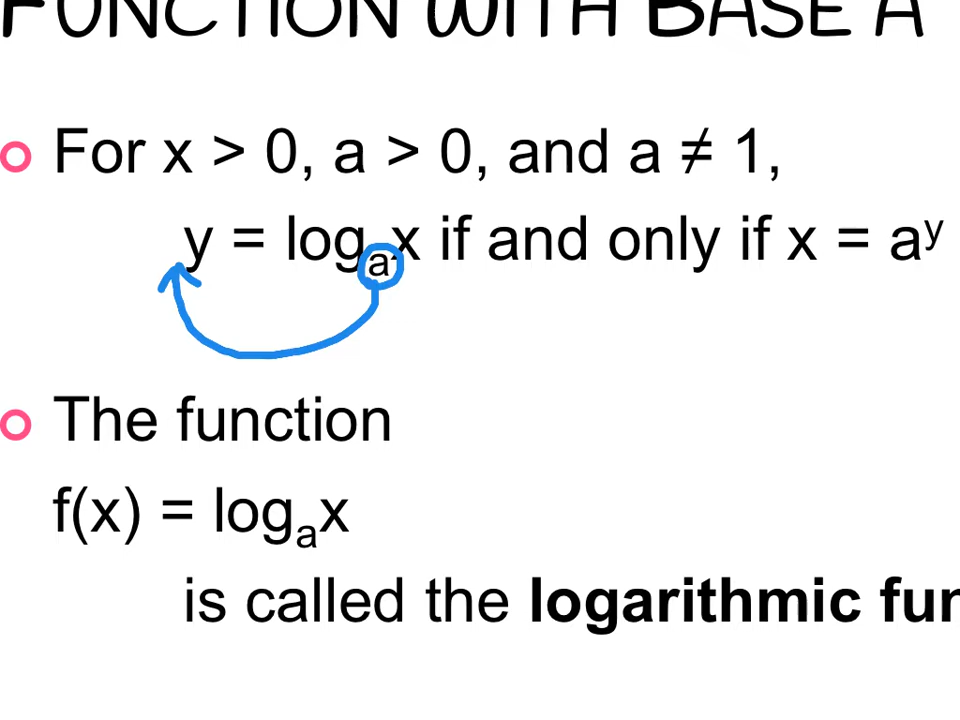 FUNCTION WITH BASE A
For x > 0, a > 0, and a ≠ 1,
y = logₐx if and only if x = aʸ
The function
f(x) = logₐx
is called the logarithmic